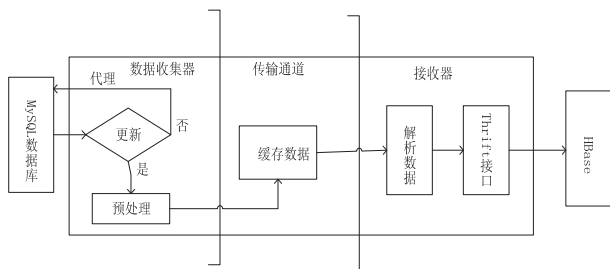 数据收集器
传输通道
接收器
代理
MySQL数据库
更新
否
是
预处理
缓存数据
解析数据
Thrift接口
HBase